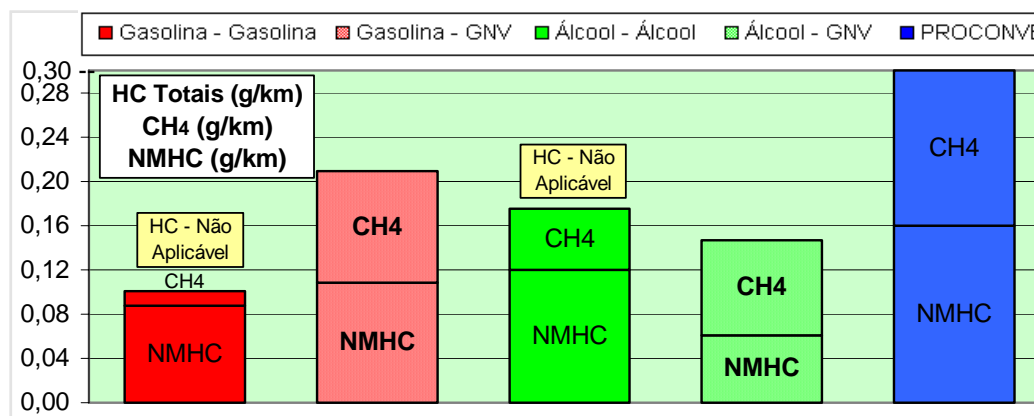 Gasolina - Gasolina Gasolina - GNV Álcool - Álcool Álcool - GNV PROCONVE
0,30
0,28
0,24
0,20
0,16
0,12
0,08
0,04
0,00
HC Totais (g/km)
CH4 (g/km)
NMHC (g/km)
HC - Não
Aplicável
CH4
NMHC
CH4
NMHC
HC - Não
Aplicável
CH4
NMHC
CH4
NMHC
CH4
NMHC